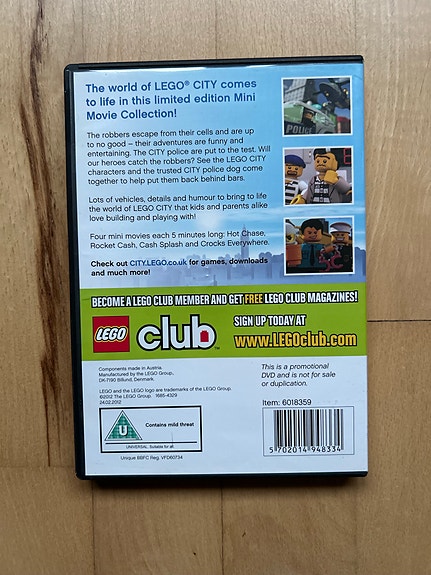 The world of LEGO® CITY comes
to life in this limited edition Mini
Movie Collection!
The robbers escape from their cells and are up
to no good – their adventures are funny and
entertaining. The CITY police are put to the test. Will
our heroes catch the robbers? See the LEGO CITY
characters and the trusted CITY police dog come
together to help put them back behind bars.
Lots of vehicles, details and humour to bring to life
the world of LEGO CITY that kids and parents alike
love building and playing with!
Four mini movies each 5 minutes long: Hot Chase,
Rocket Cash, Cash Splash and Crocks Everywhere.
Check out CITY.LEGO.co.uk for games, downloads
and much more!
POLICE
BECOME A LEGO CLUB MEMBER AND GET FREE LEGO CLUB MAGAZINES!
LEGO club™
SIGN UP TODAY AT
www.LEGOclub.com
Components made in Austria.
Manufactured by the LEGO Group,
DK-7190 Billund, Denmark.
LEGO and the LEGO logo are trademarks of the LEGO Group.
©2012 The LEGO Group. 1685-4329
24.02.2012
This is a promotional
DVD and is not for sale
or duplication.
Item: 6018359
U
Contains mild threat
UNIVERSAL Suitable for all
Unique BBFC Reg. VFD60734
5 702014 948334